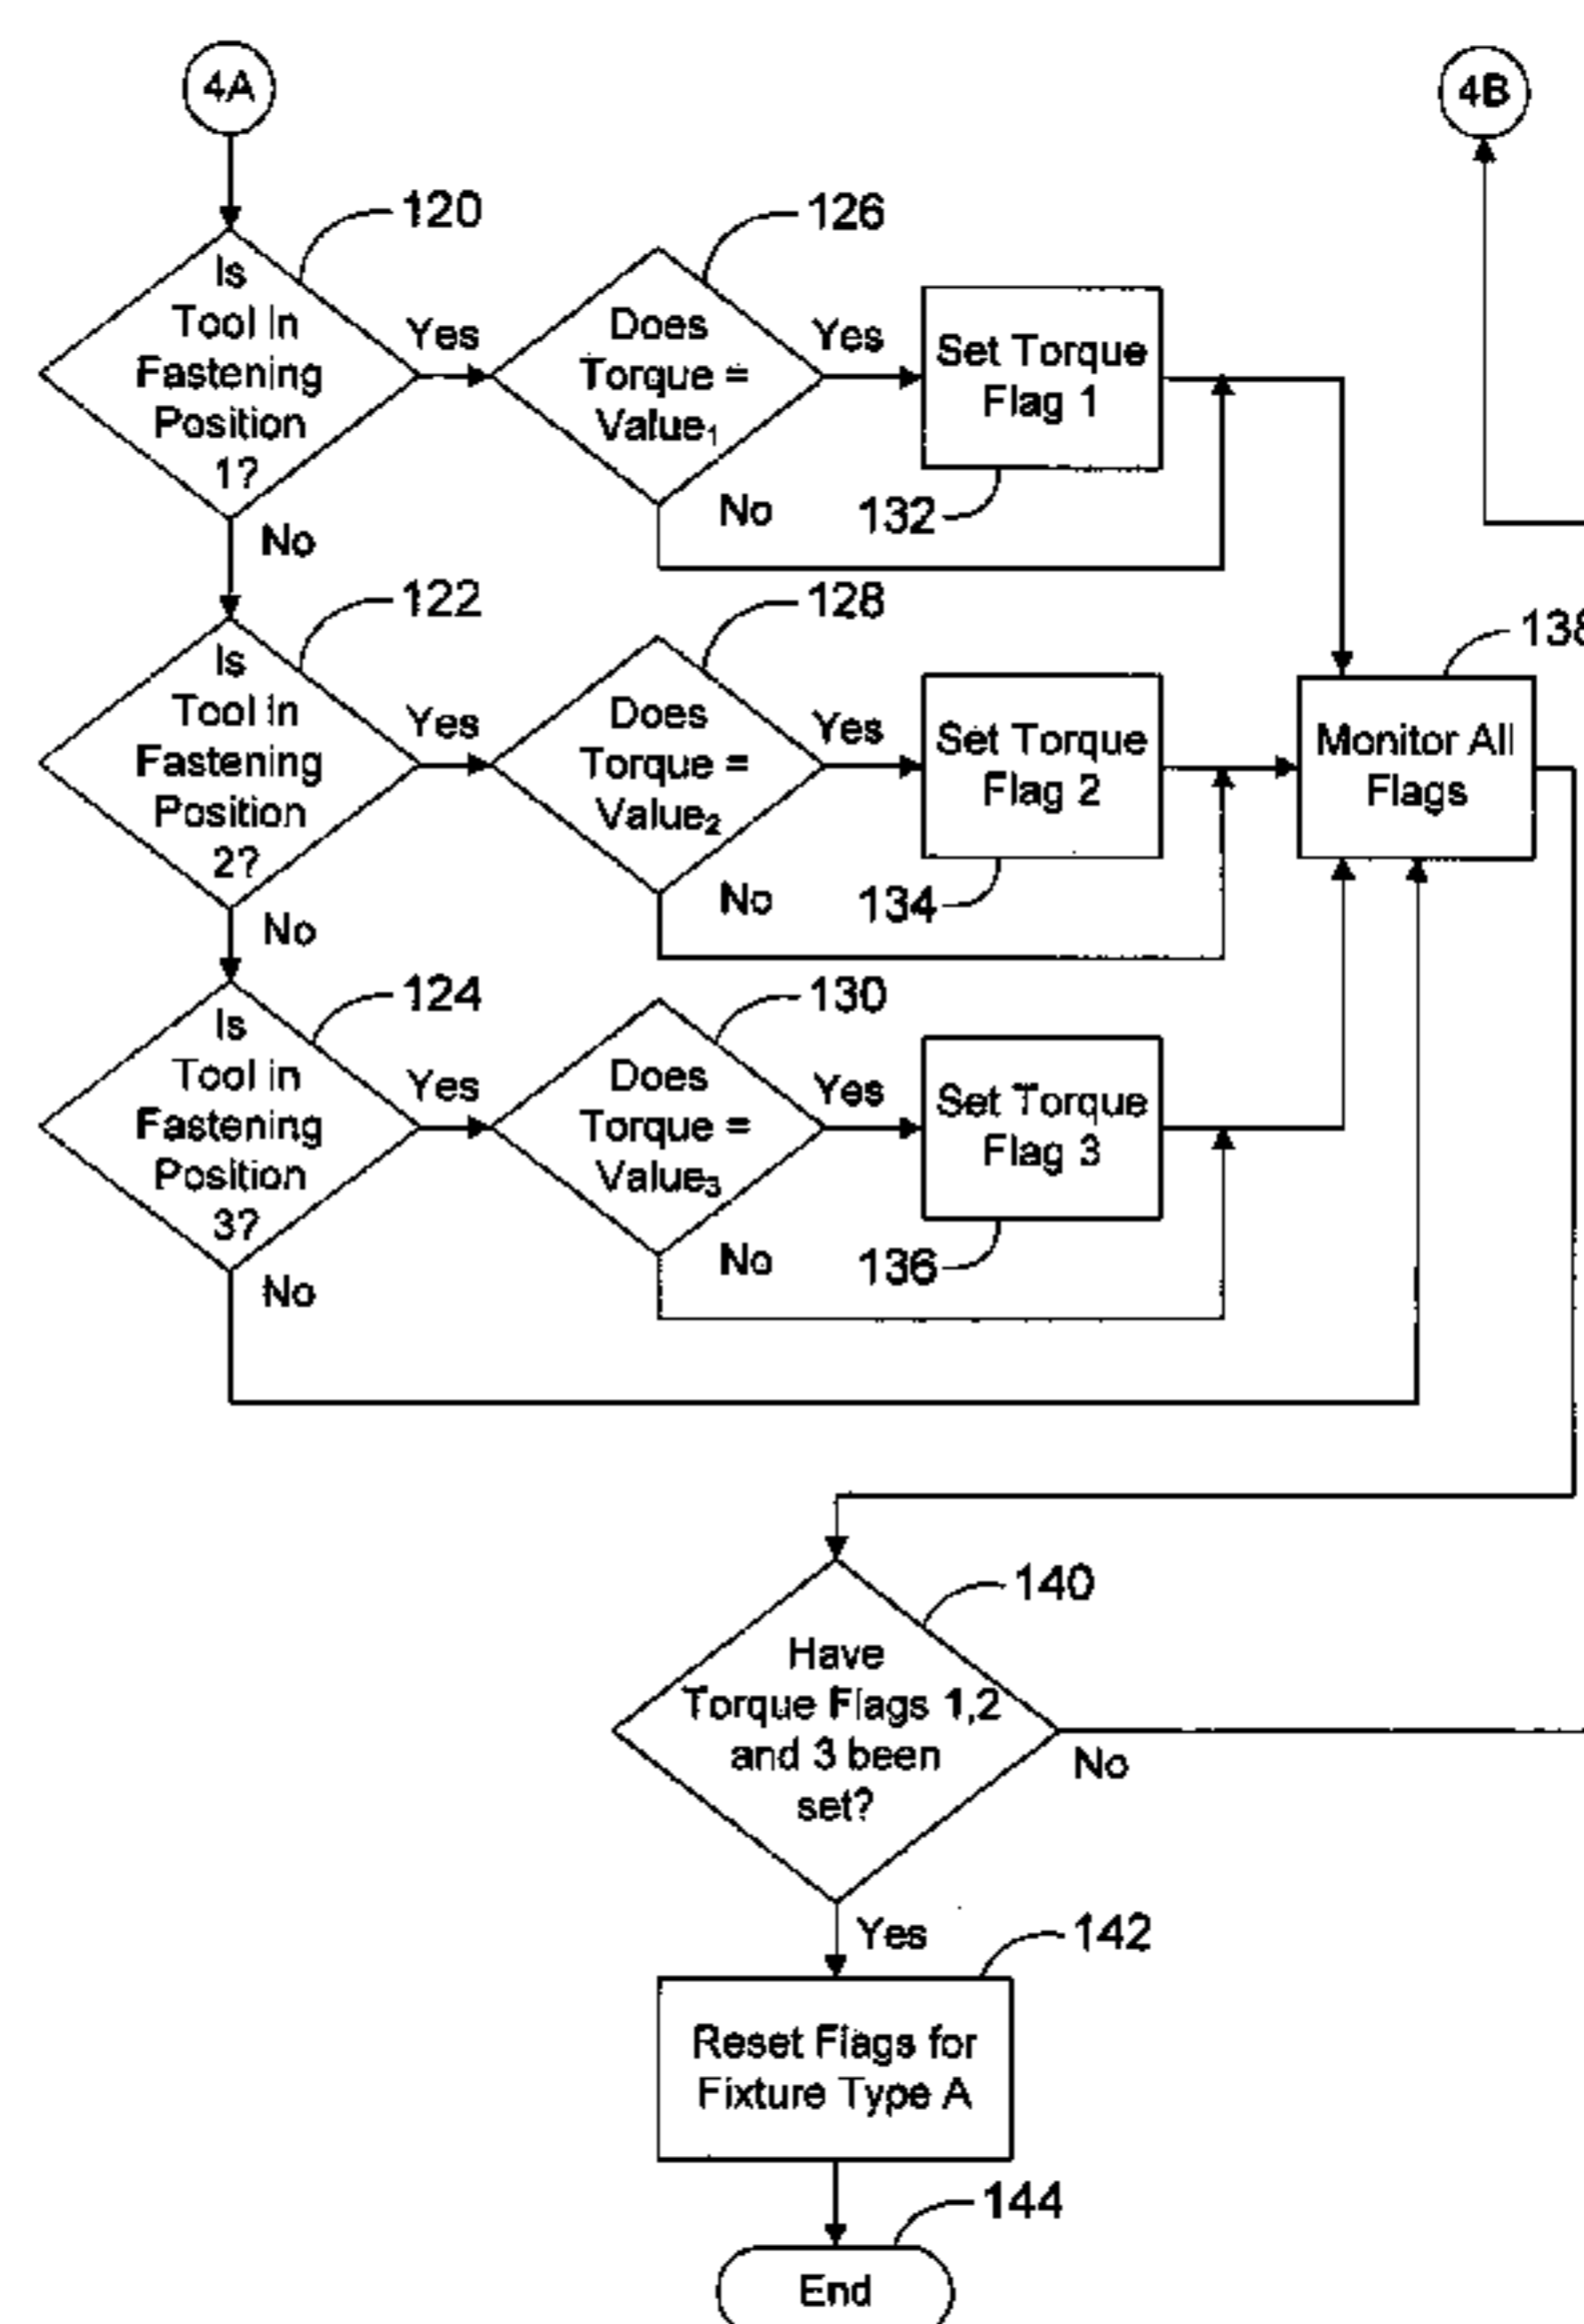 4A
4B
120
126
Is
Tool In
Fastening
Position
1?
Yes
Does
Torque =
Value₁
Yes
Set Torque
Flag 1
132
No
No
122
128
138
Is
Tool in
Fastening
Position
2?
Yes
Does
Torque =
Value₂
Yes
Set Torque
Flag 2
Monitor All
Flags
134
No
No
124
130
Is
Tool in
Fastening
Position
3?
Yes
Does
Torque =
Value₃
Yes
Set Torque
Flag 3
136
No
No
140
Have
Torque Flags 1,2
and 3 been
set?
No
Yes
142
Reset Flags for
Fixture Type A
144
End